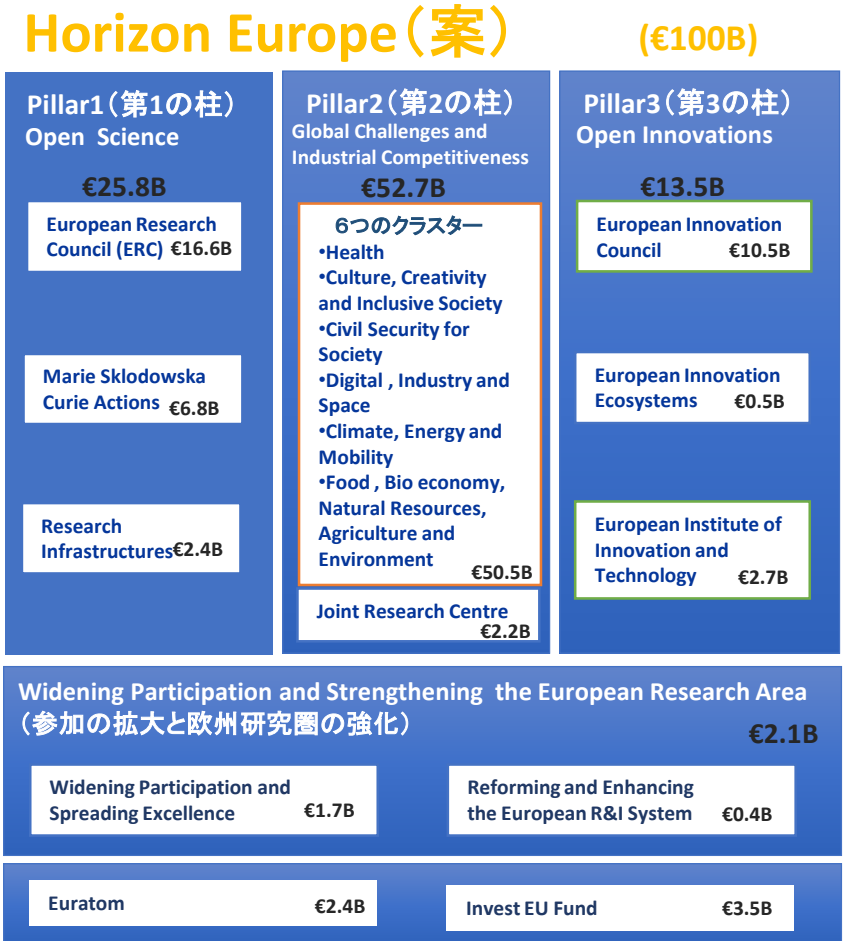 Horizon Europe（案） (€100B)
Pillar1（第1の柱）
Open Science
€25.8B
European Research
Council (ERC) €16.6B
Marie Sklodowska
Curie Actions €6.8B
Research
Infrastructures €2.4B
Pillar2（第2の柱）
Global Challenges and
Industrial Competitiveness
€52.7B
６つのクラスター
•Health
•Culture, Creativity
and Inclusive Society
•Civil Security for
Society
•Digital , Industry and
Space
•Climate, Energy and
Mobility
•Food , Bio economy,
Natural Resources,
Agriculture and
Environment
€50.5B
Joint Research Centre
€2.2B
Pillar3（第3の柱）
Open Innovations
€13.5B
European Innovation
Council €10.5B
European Innovation
Ecosystems €0.5B
European Institute of
Innovation and
Technology €2.7B
Widening Participation and Strengthening the European Research Area
（参加の拡大と欧州研究圏の強化）
€2.1B
Widening Participation and
Spreading Excellence €1.7B
Reforming and Enhancing
the European R&I System €0.4B
Euratom €2.4B
Invest EU Fund €3.5B